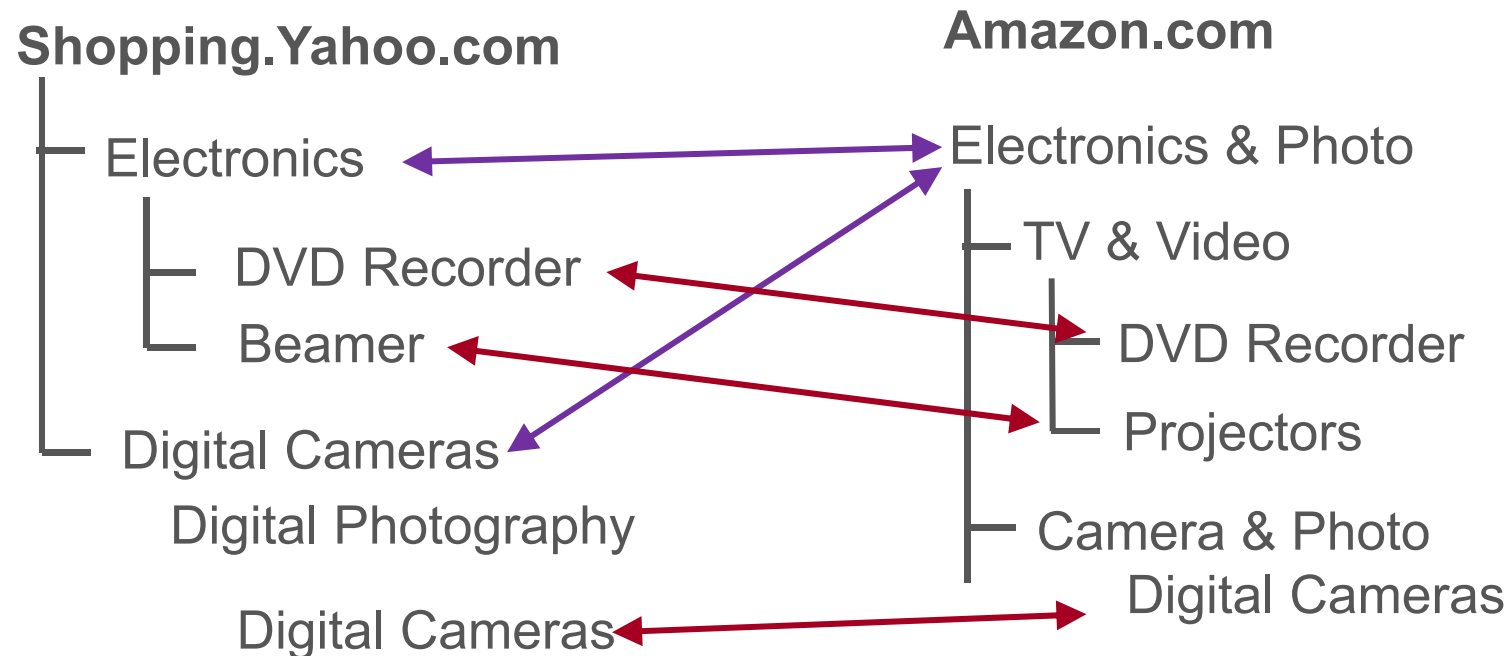 Shopping.Yahoo.com
Electronics
DVD Recorder
Beamer
Digital Cameras
Digital Photography
Digital Cameras
Amazon.com
Electronics & Photo
TV & Video
DVD Recorder
Projectors
Camera & Photo
Digital Cameras